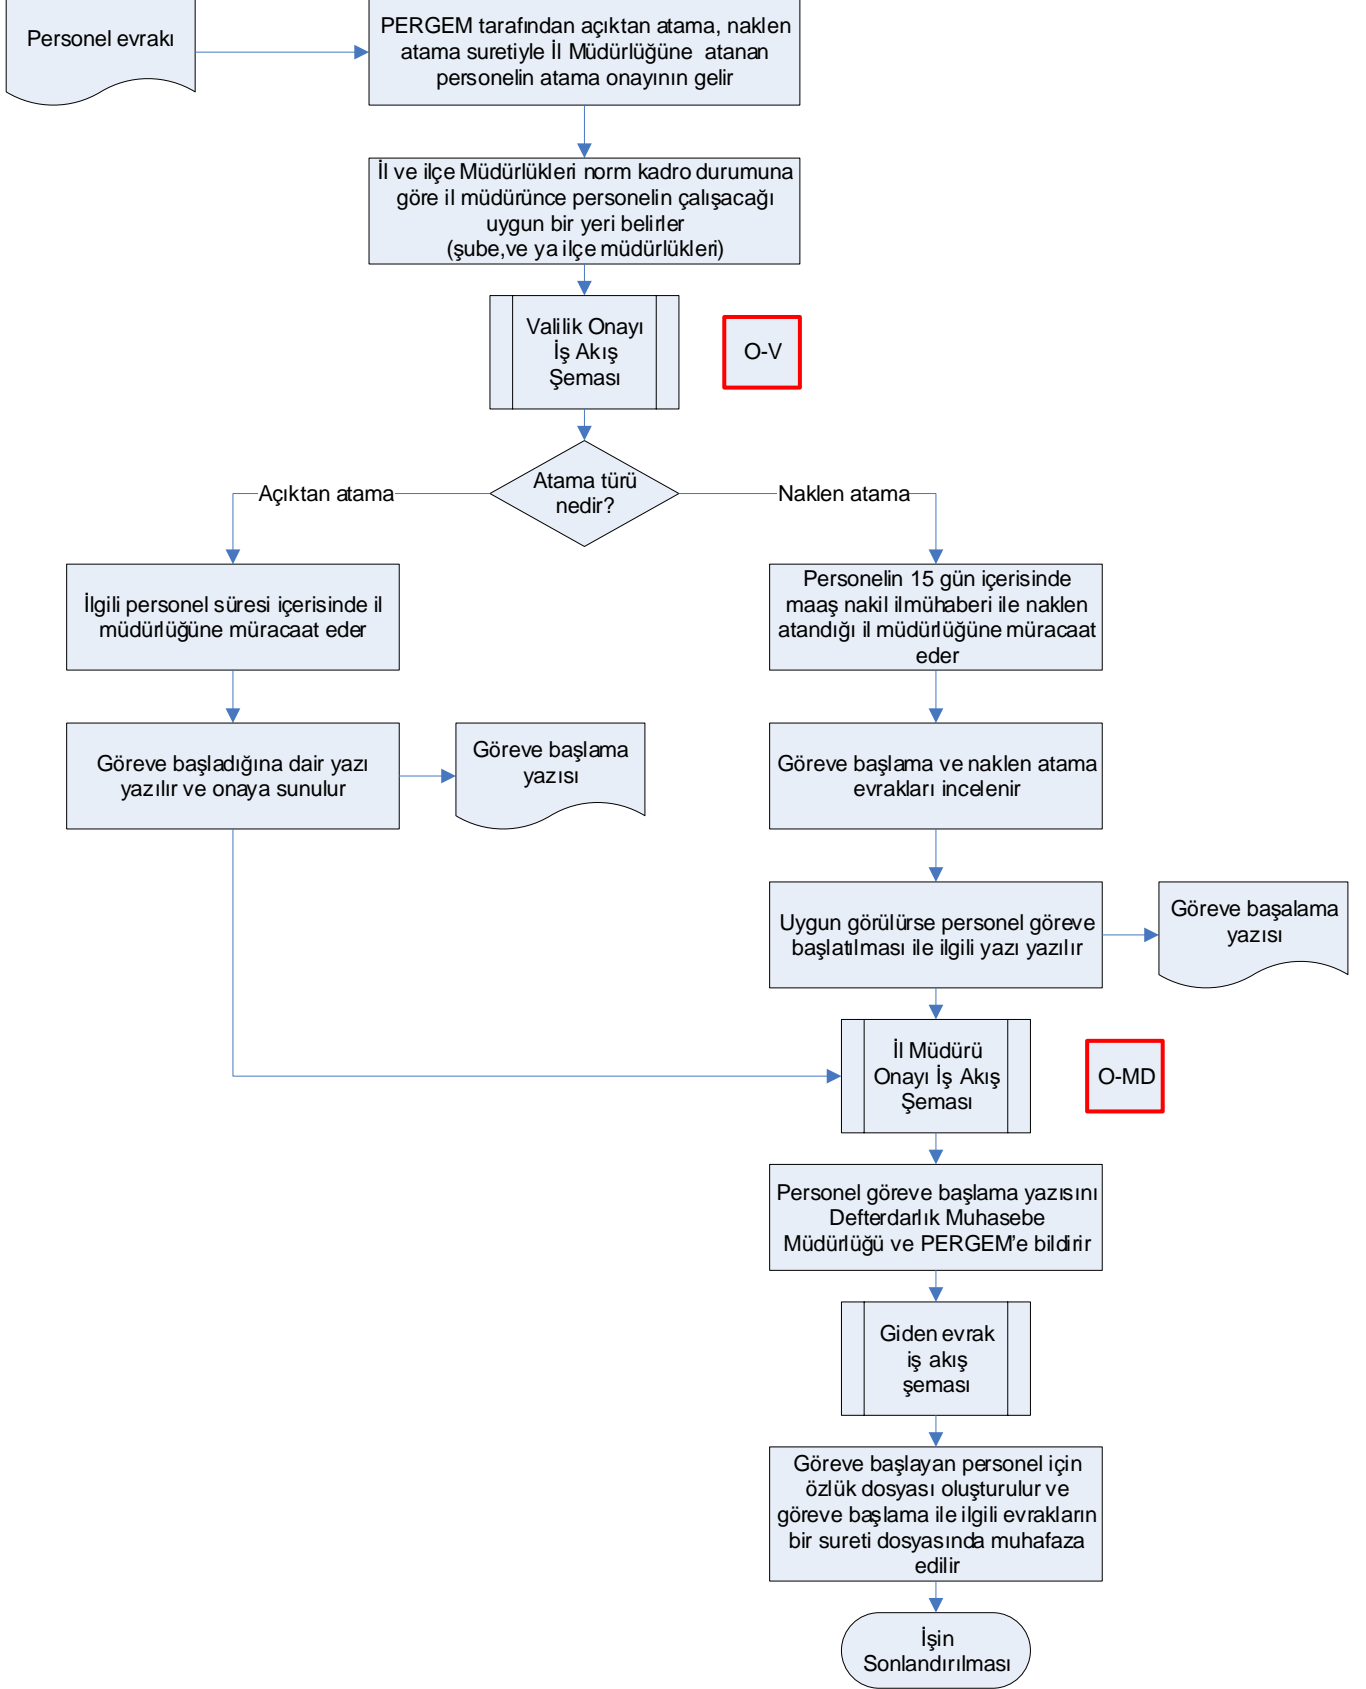 Personel evrakı
PERGEM tarafından açıktan atama, naklen
atama suretiyle İl Müdürlüğüne atanan
personelin atama onayının gelir
İl ve ilçe Müdürlükleri norm kadro durumuna
göre il müdürünce personelin çalışacağı
uygun bir yeri belirler
(şube,ve ya ilçe müdürlükleri)
Valilik Onayı
İş Akış
Şeması
O-V
Atama türü
nedir?
Açıktan atama
Naklen atama
İlgili personel süresi içerisinde il
müdürlüğüne müracaat eder
Personelin 15 gün içerisinde
maaş nakil ilmühaberi ile naklen
atandığı il müdürlüğüne müracaat
eder
Göreve başladığına dair yazı
yazılır ve onaya sunulur
Göreve başlama
yazısı
Göreve başlama ve naklen atama
evrakları incelenir
Uygun görülürse personel göreve
başlatılması ile ilgili yazı yazılır
Göreve başalama
yazısı
İl Müdürü
Onayı İş Akış
Şeması
O-MD
Personel göreve başlama yazısını
Defterdarlık Muhasebe
Müdürlüğü ve PERGEM'e bildirir
Giden evrak
iş akış
şeması
Göreve başlayan personel için
özlük dosyası oluşturulur ve
göreve başlama ile ilgili evrakların
bir sureti dosyasında muhafaza
edilir
İşin
Sonlandırılması